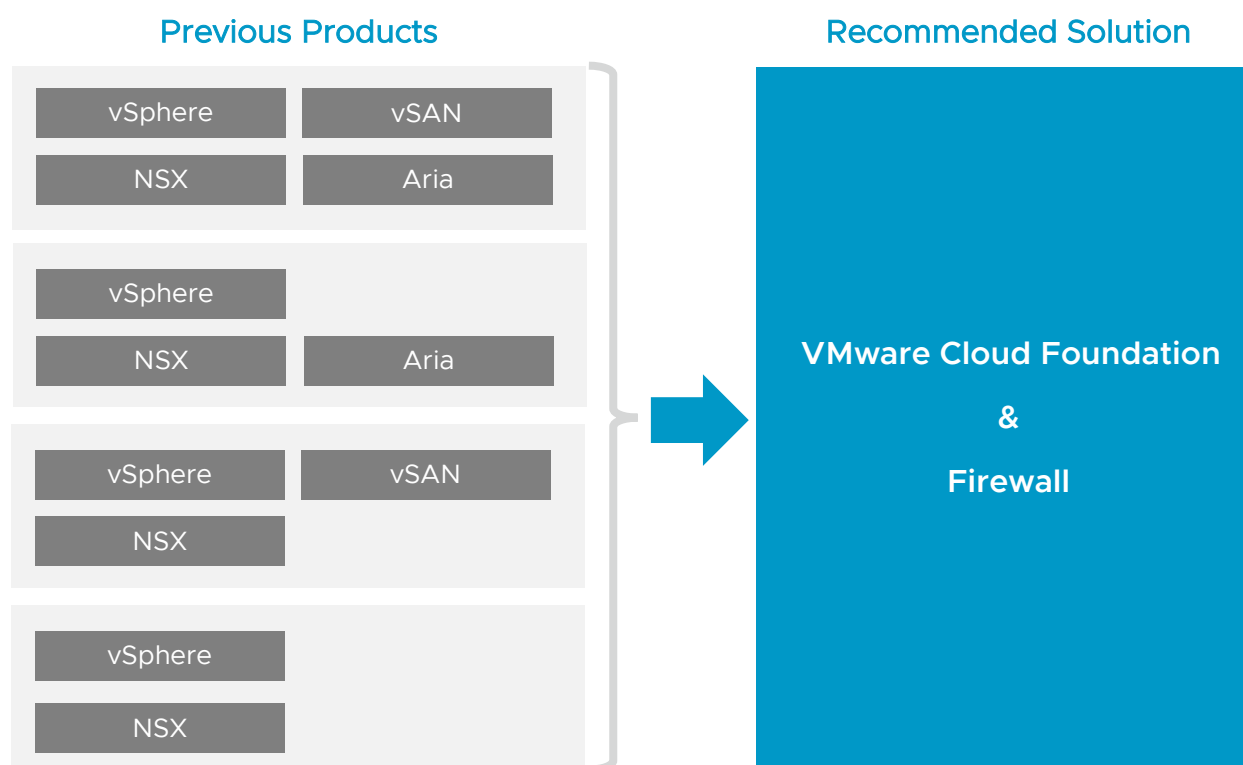 Previous Products
Recommended Solution
vSphere
vSAN
NSX
Aria
vSphere
NSX
Aria
vSphere
vSAN
NSX
vSphere
NSX
VMware Cloud Foundation
&
Firewall